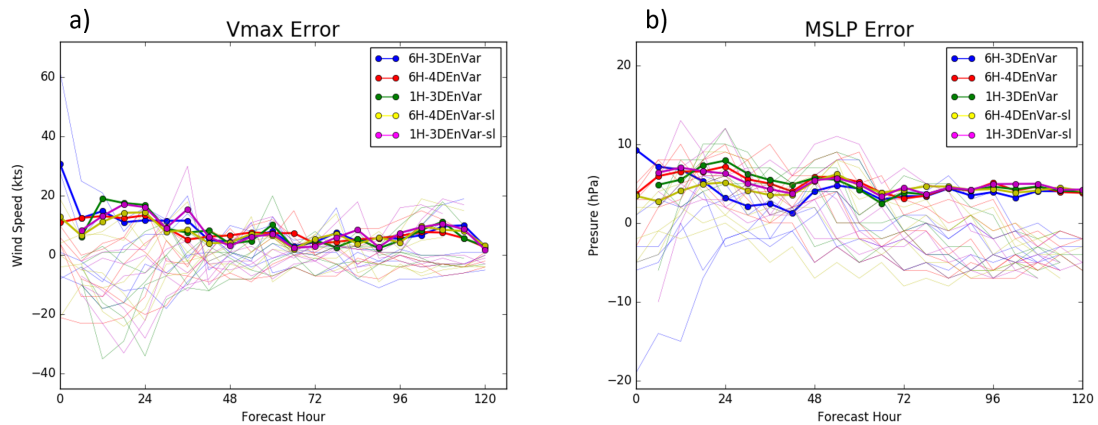 a)
Vmax Error
60
40
20
0
−20
−40
Wind Speed (kts)
0 24 48 72 96 120
Forecast Hour
6H-3DEnVar
6H-4DEnVar
1H-3DEnVar
6H-4DEnVar-sl
1H-3DEnVar-sl
b)
MSLP Error
20
10
0
−10
−20
Presure (hPa)
0 24 48 72 96 120
Forecast Hour
6H-3DEnVar
6H-4DEnVar
1H-3DEnVar
6H-4DEnVar-sl
1H-3DEnVar-sl